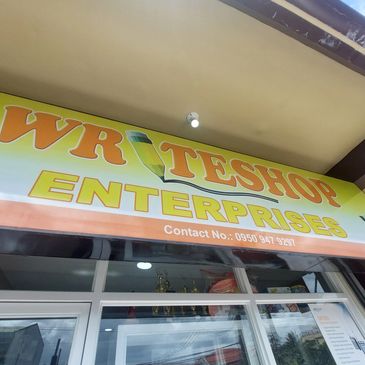 WRITESHOP
ENTERPRISES
Contact No.: 0950 947 9297